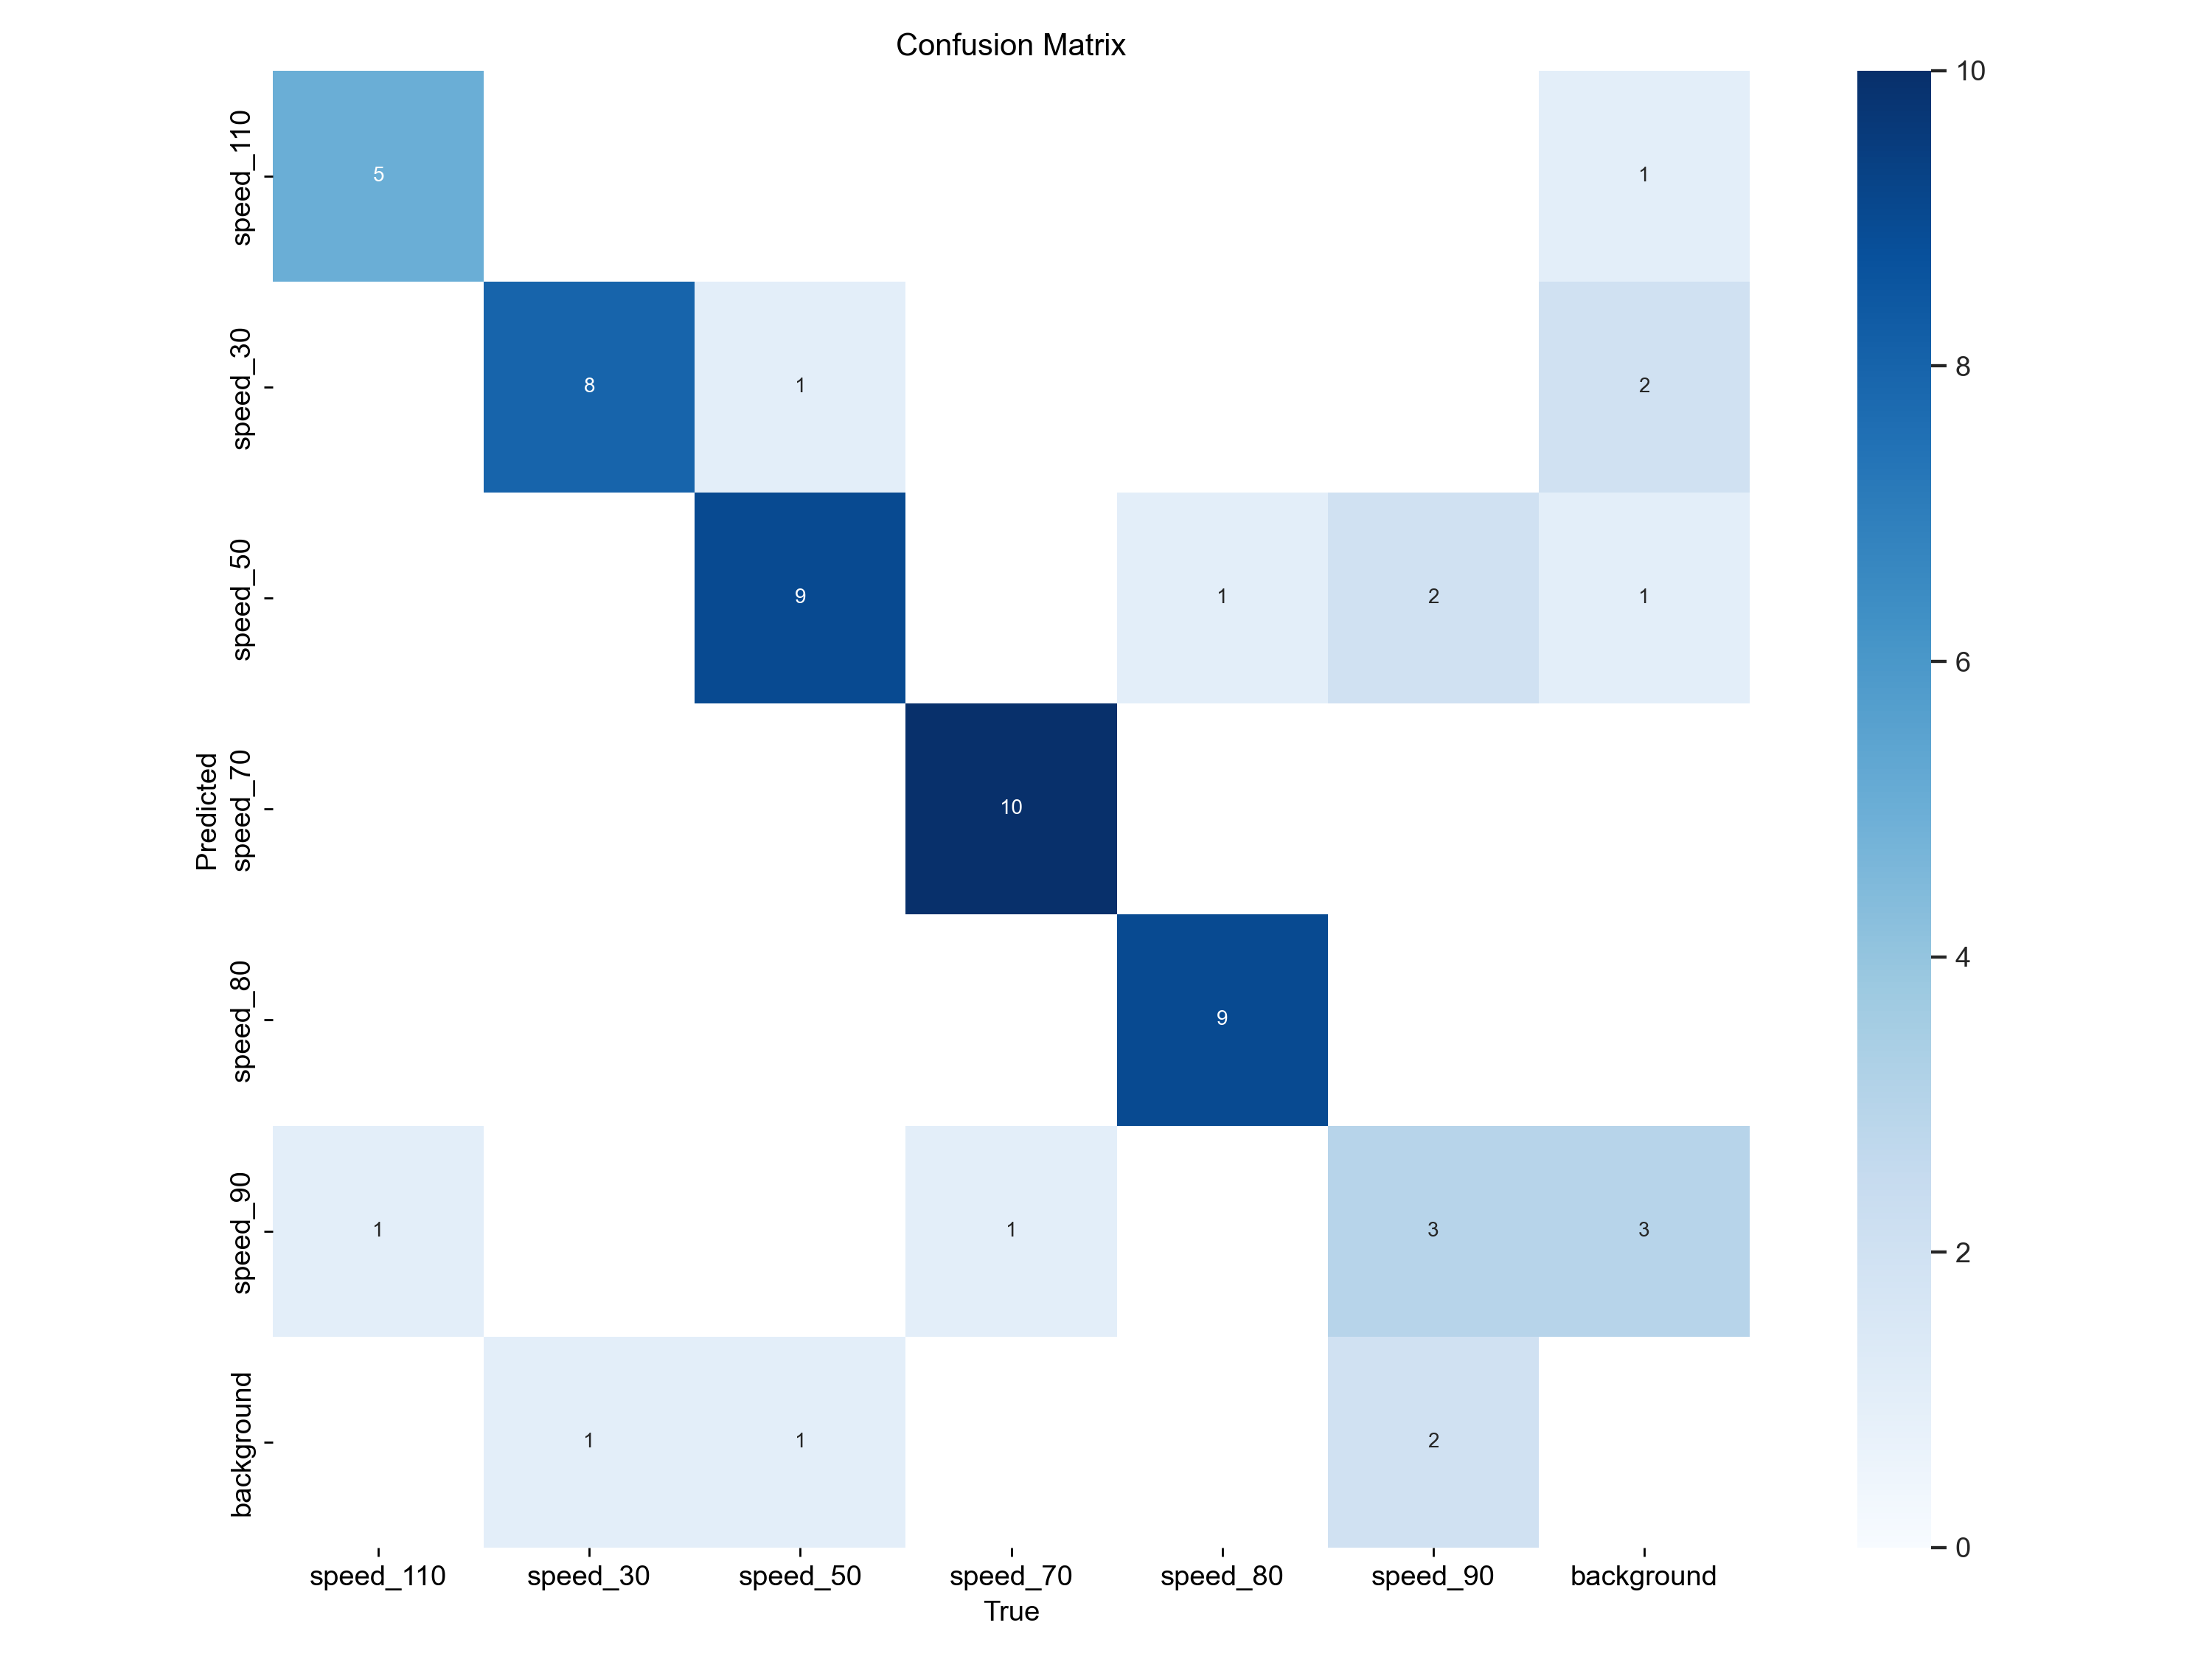 Confusion Matrix
speed_110
5
1
speed_30
8
1
2
speed_50
9
1
2
1
Predicted
speed_70
10
speed_80
9
speed_90
1
1
3
3
background
1
1
2
speed_110 speed_30 speed_50 speed_70 speed_80 speed_90 background
True
10
8
6
4
2
0